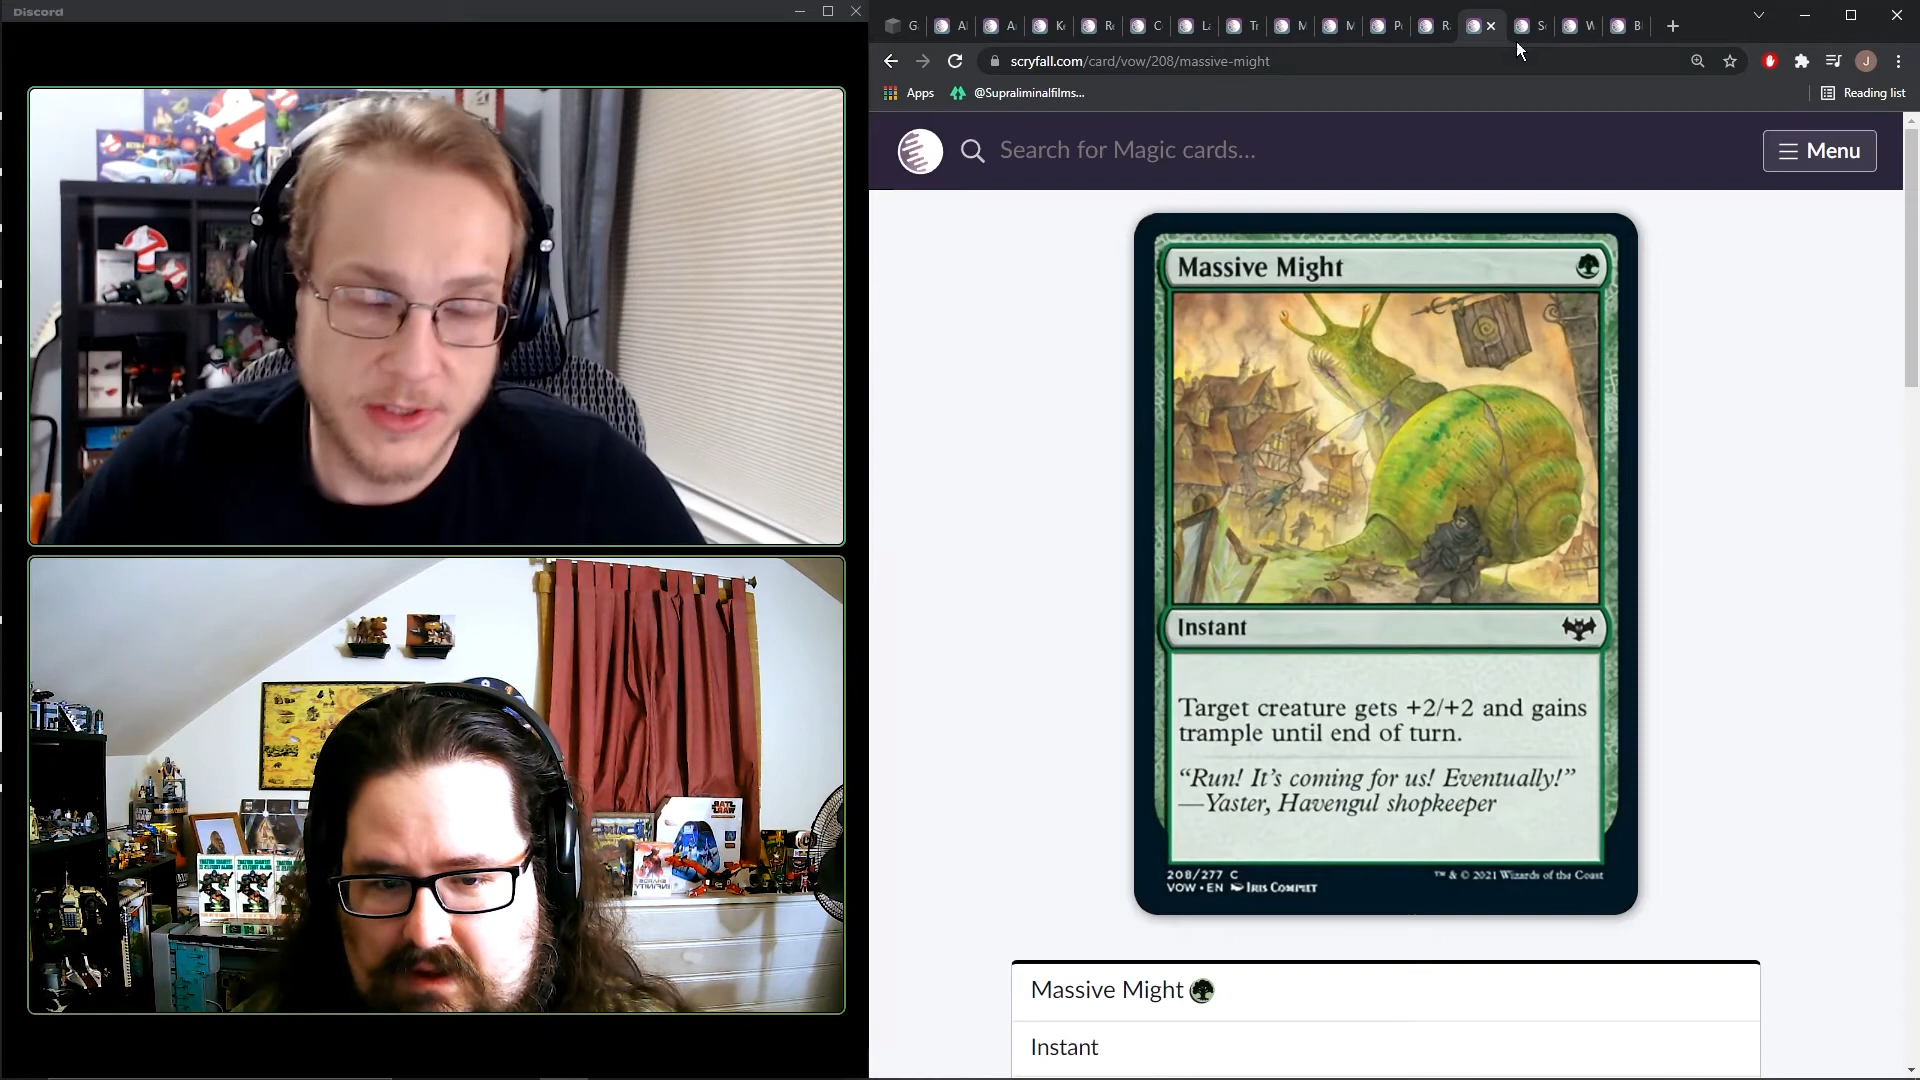 Discord
scryfall.com/card/vow/208/massive-might
Apps
@Supraliminalfilms...
Reading list
J
Search for Magic cards...
Menu
Massive Might
Instant
Target creature gets +2/+2 and gains
trample until end of turn.
“Run! It’s coming for us! Eventually!”
—Yaster, Havengul shopkeeper
208/277 C
VOW • EN Iris Compiet
™ & © 2021 Wizards of the Coast
Massive Might
Instant